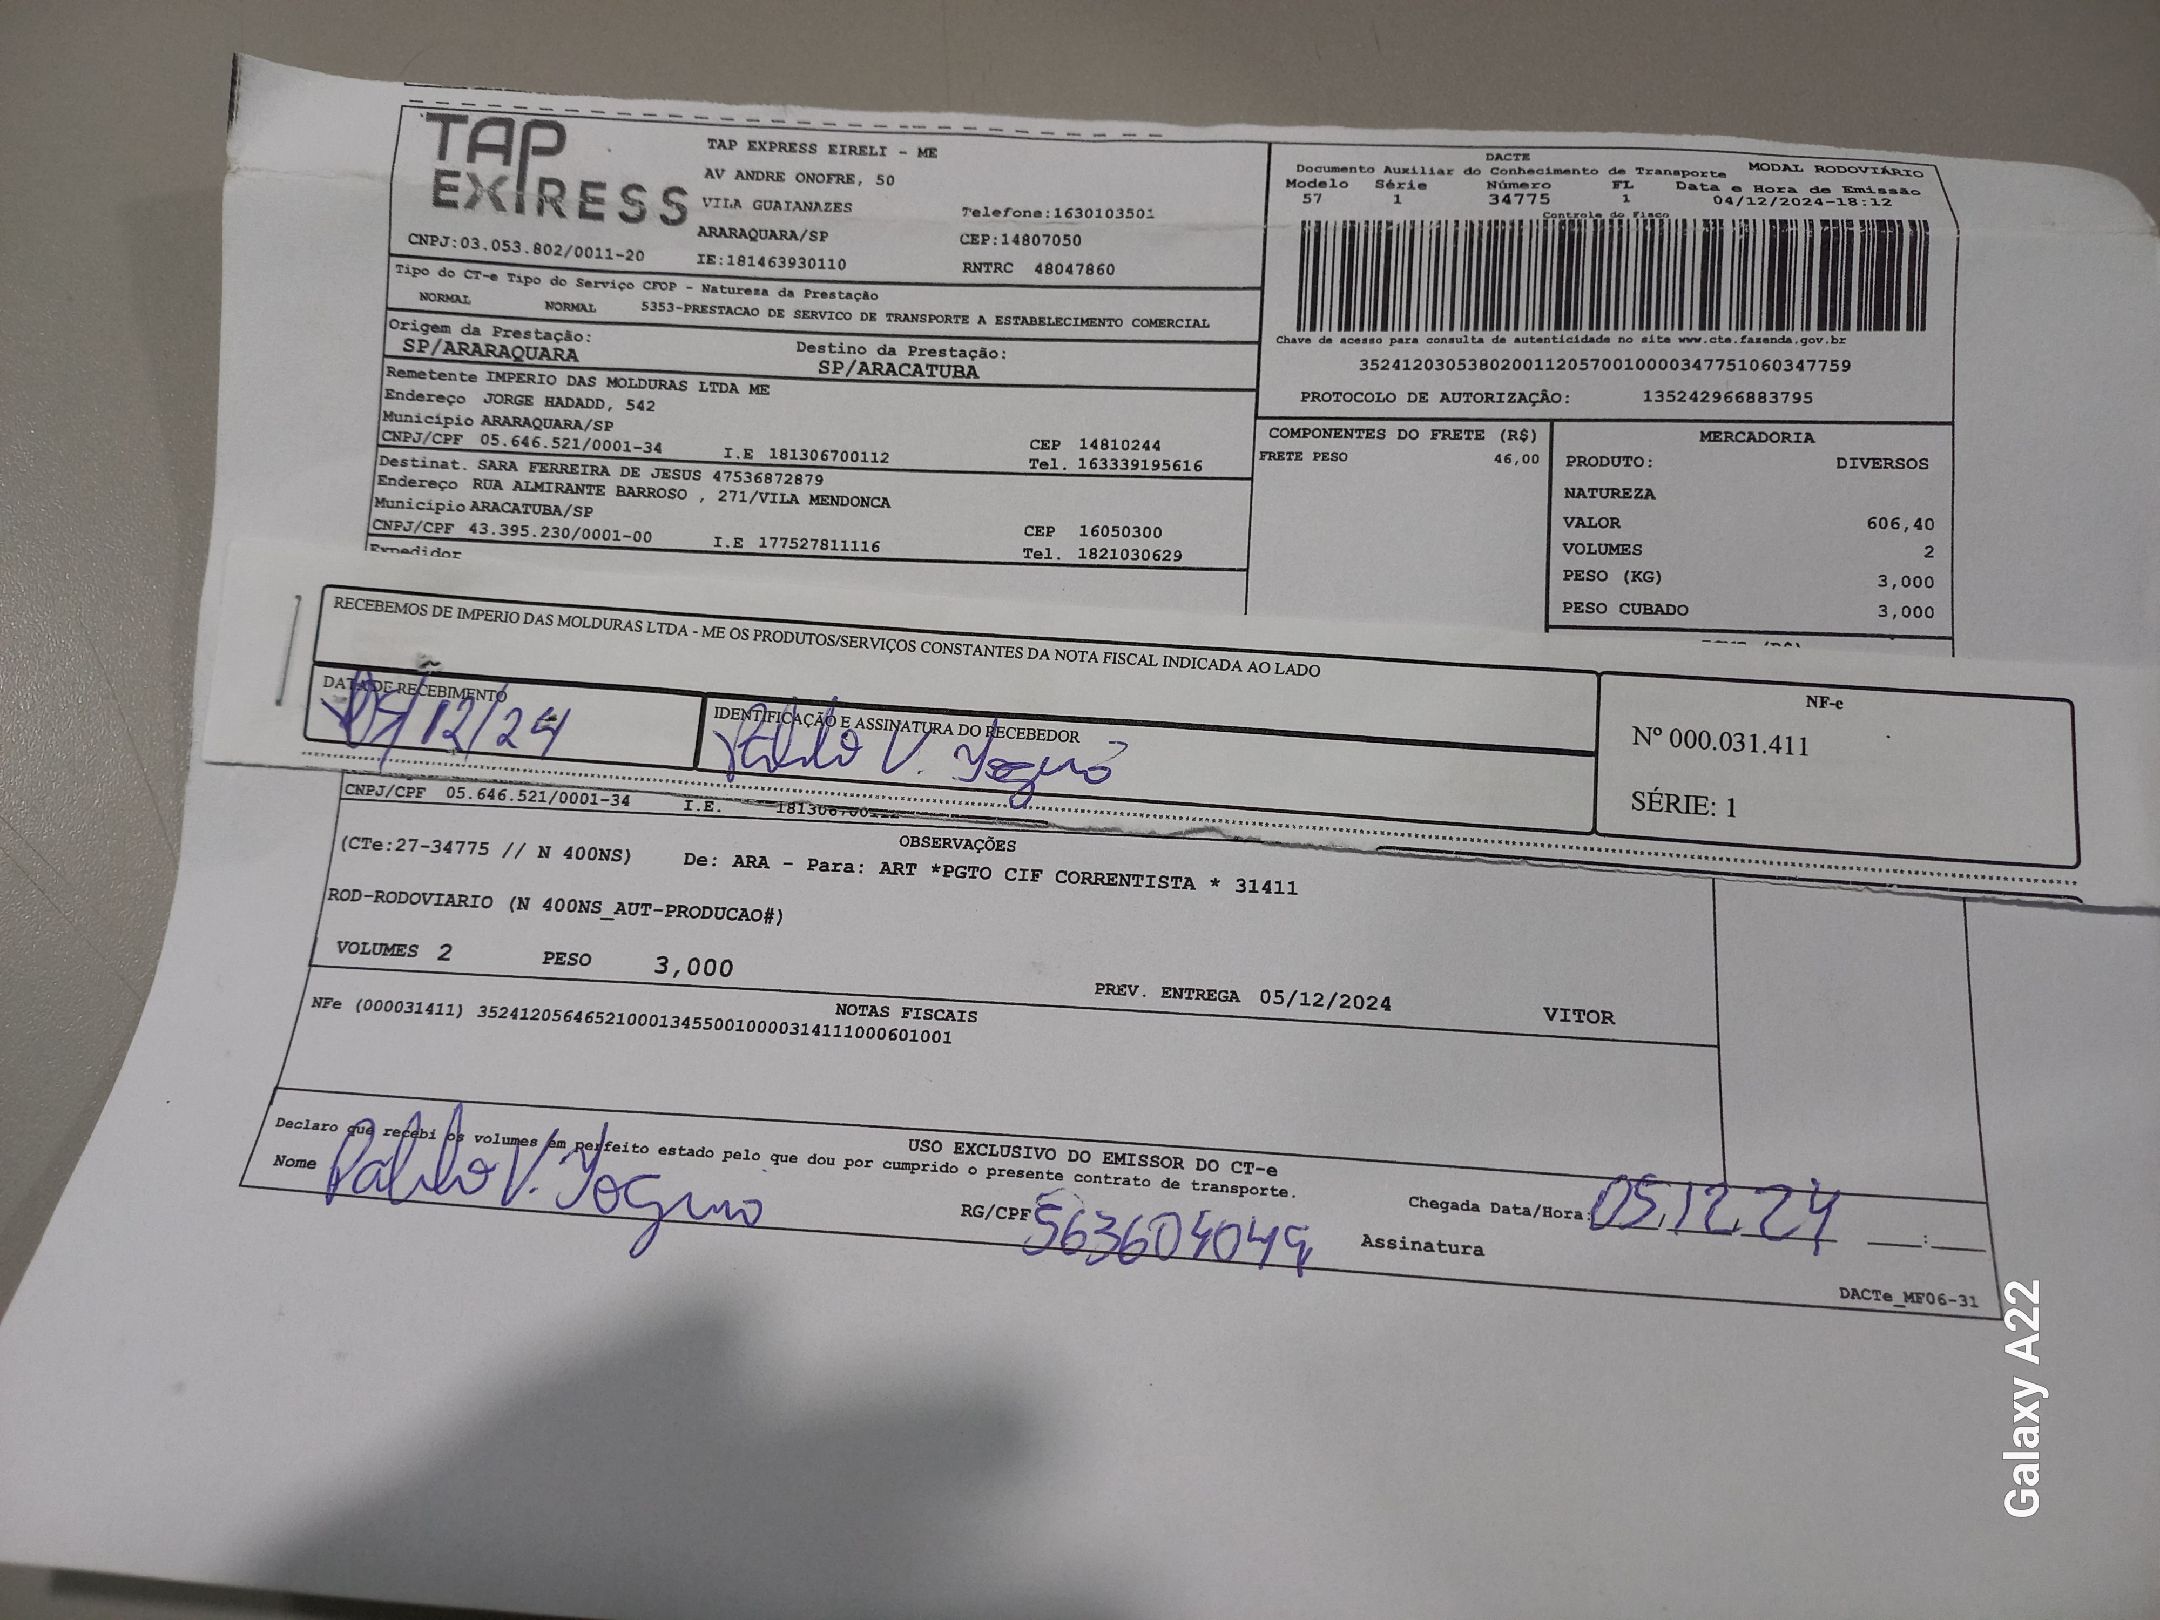 TAP
EXPRESS
TAP EXPRESS EIRELI - ME
AV ANDRE ONOFRE, 50
VILA GUAIANAZES
Telefone:1630103501
ARARAQUARA/SP
CEP:14807050
CNPJ:03.053.802/0011-20
IE:181463930110
RNTRC 48047860
DACTE
MODAL RODOVIÁRIO
Documento Auxiliar do Conhecimento de Transporte
Modelo Série Número FL Data e Hora de Emissão
57 1 34775 1 04/12/2024-18:12
Controle do Fisco
Chave de acesso para consulta de autenticidade no site www.cte.fazenda.gov.br
35241203053802001120570010000347751060347759
PROTOCOLO DE AUTORIZAÇÃO: 135242966883795
Tipo do CT-e Tipo do Serviço CFOP - Natureza da Prestação
NORMAL NORMAL 5353-PRESTACAO DE SERVICO DE TRANSPORTE A ESTABELECIMENTO COMERCIAL
Origem da Prestação: Destino da Prestação:
SP/ARARAQUARA SP/ARACATUBA
Remetente IMPERIO DAS MOLDURAS LTDA ME
Endereço JORGE HADADD, 542
Município ARARAQUARA/SP CEP 14810244
CNPJ/CPF 05.646.521/0001-34 I.E 181306700112 Tel. 163339195616
Destinat. SARA FERREIRA DE JESUS 47536872879
Endereço RUA ALMIRANTE BARROSO , 271/VILA MENDONCA
Município ARACATUBA/SP CEP 16050300
CNPJ/CPF 43.395.230/0001-00 I.E 177527811116 Tel. 1821030629
Expedidor
COMPONENTES DO FRETE (R$)
FRETE PESO 46,00
MERCADORIA
PRODUTO: DIVERSOS
NATUREZA
VALOR 606,40
VOLUMES 2
PESO (KG) 3,000
PESO CUBADO 3,000
RECEBEMOS DE IMPERIO DAS MOLDURAS LTDA - ME OS PRODUTOS/SERVIÇOS CONSTANTES DA NOTA FISCAL INDICADA AO LADO
DATA DE RECEBIMENTO
05/12/24
IDENTIFICAÇÃO E ASSINATURA DO RECEBEDOR
Pablo V.
NF-e
Nº 000.031.411
SÉRIE: 1
CNPJ/CPF 05.646.521/0001-34 I.E. 181306700112
OBSERVAÇÕES
(CTe:27-34775 // N 400NS) De: ARA - Para: ART *PGTO CIF CORRENTISTA * 31411
ROD-RODOVIARIO (N 400NS_AUT-PRODUCAO#)
VOLUMES 2 PESO 3,000 PREV. ENTREGA 05/12/2024 VITOR
NOTAS FISCAIS
NFe (000031411) 35241205646521000134550010000314111000601001
USO EXCLUSIVO DO EMISSOR DO CT-e
Declaro que recebi os volumes em perfeito estado pelo que dou por cumprido o presente contrato de transporte.
Nome Pablo V. RG/CPF 563604049 Chegada Data/Hora: 05,12,24 __:__
Assinatura
DACTe_MF06-31
Galaxy A22